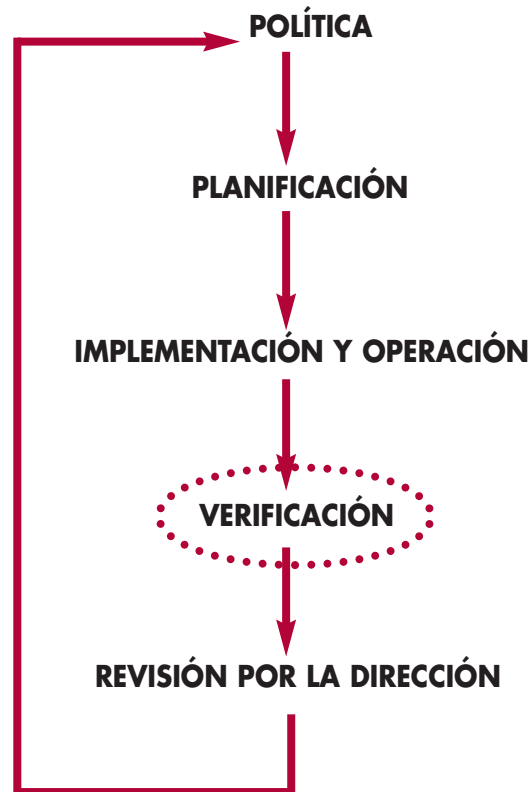 POLÍTICA
PLANIFICACIÓN
IMPLEMENTACIÓN Y OPERACIÓN
VERIFICACIÓN
REVISIÓN POR LA DIRECCIÓN